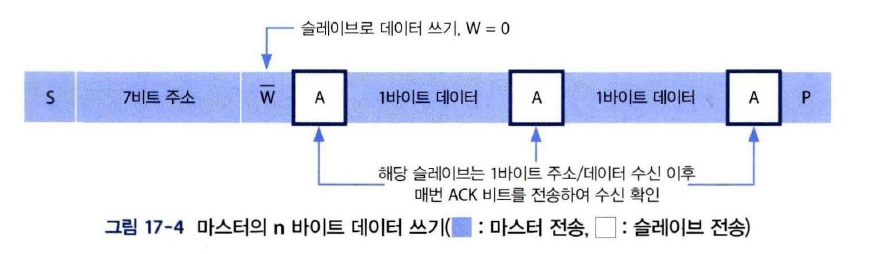 슬레이브로 데이터 쓰기, W = 0
S 7비트 주소 W̅ A 1바이트 데이터 A 1바이트 데이터 A P
해당 슬레이브는 1바이트 주소/데이터 수신 이후
매번 ACK 비트를 전송하여 수신 확인
그림 17-4 마스터의 n 바이트 데이터 쓰기( : 마스터 전송, : 슬레이브 전송)